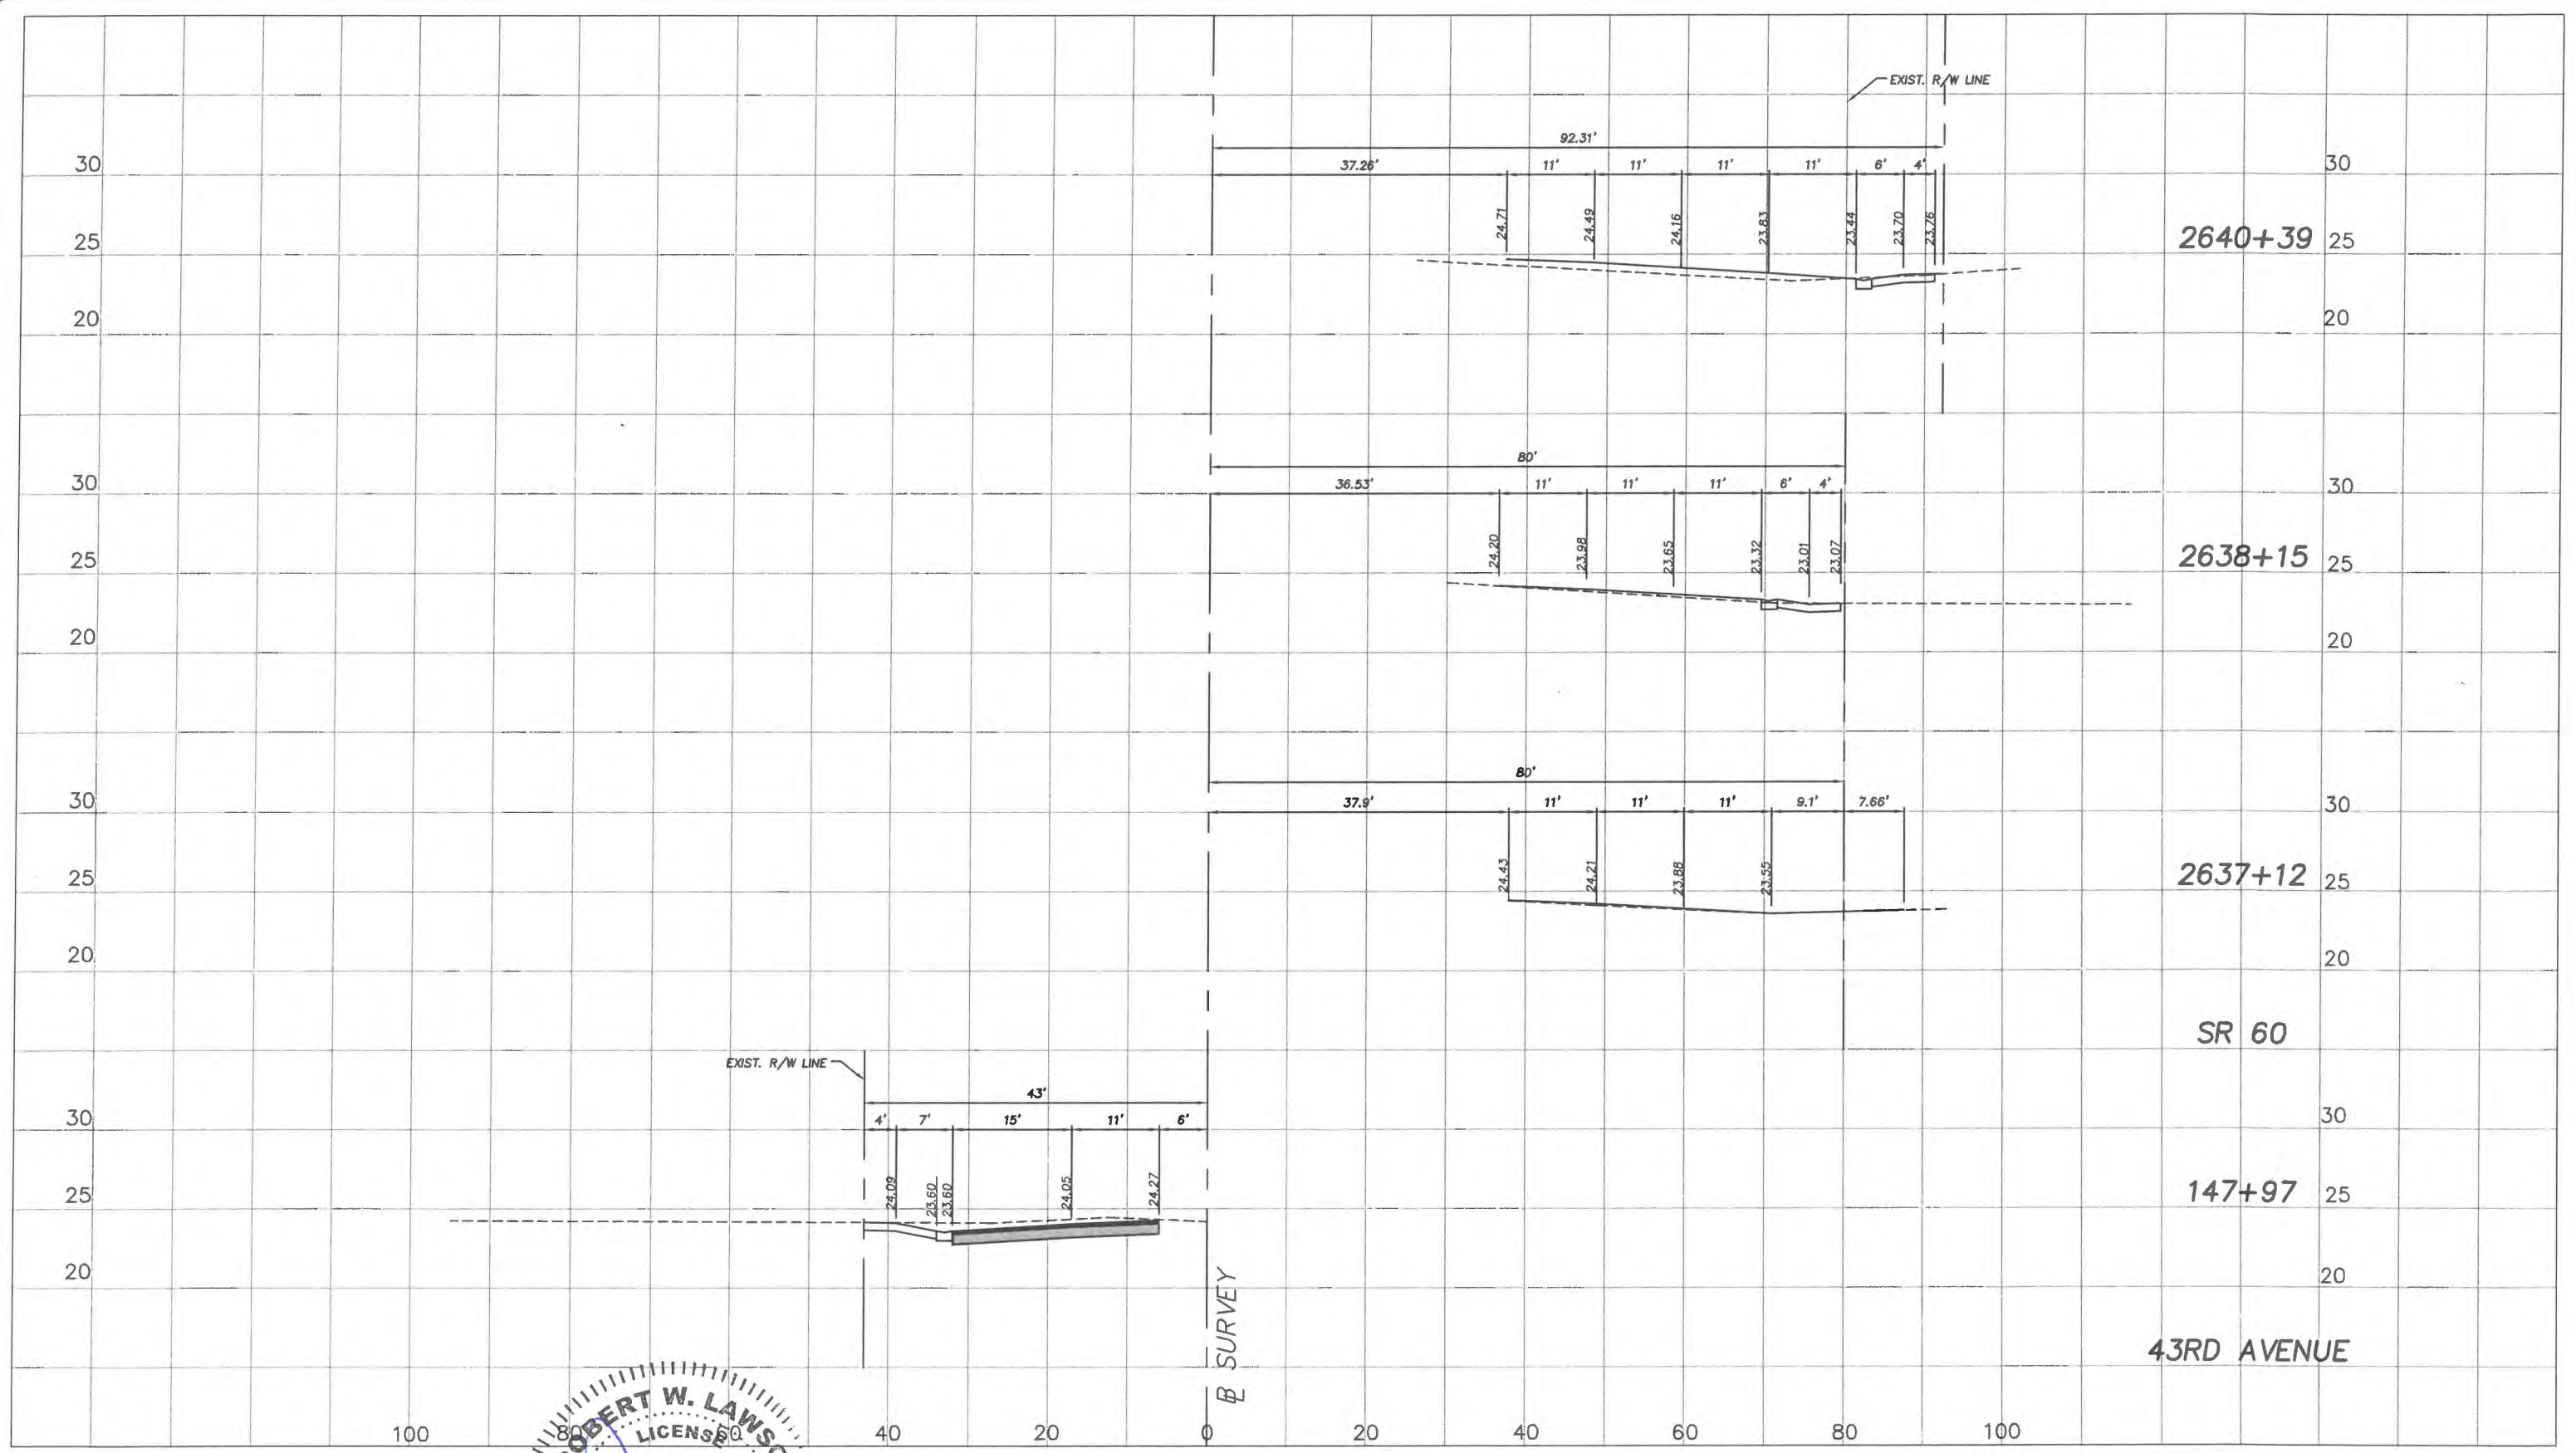 EXIST. R/W LINE
92.31'
30 37.26' 11' 11' 11' 11' 6' 4' 30
24.71 24.49 24.16 23.83 23.44 23.70 23.76
25 2640+39 25
20 20
80'
30 36.53' 11' 11' 11' 6' 4' 30
24.20 23.98 23.65 23.32 23.01 23.07
25 2638+15 25
20 20
80'
30 37.9' 11' 11' 11' 9.1' 7.66' 30
24.43 24.21 23.88 23.55
25 2637+12 25
20 20
SR 60
EXIST. R/W LINE
43'
30 4' 7' 15' 11' 6' 30
24.09 23.60 23.60 24.05 24.27
25 147+97 25
20 20
BL SURVEY
43RD AVENUE
100 80 60 40 20 0 20 40 60 80 100
OBERT W. LAWSO
LICENSE